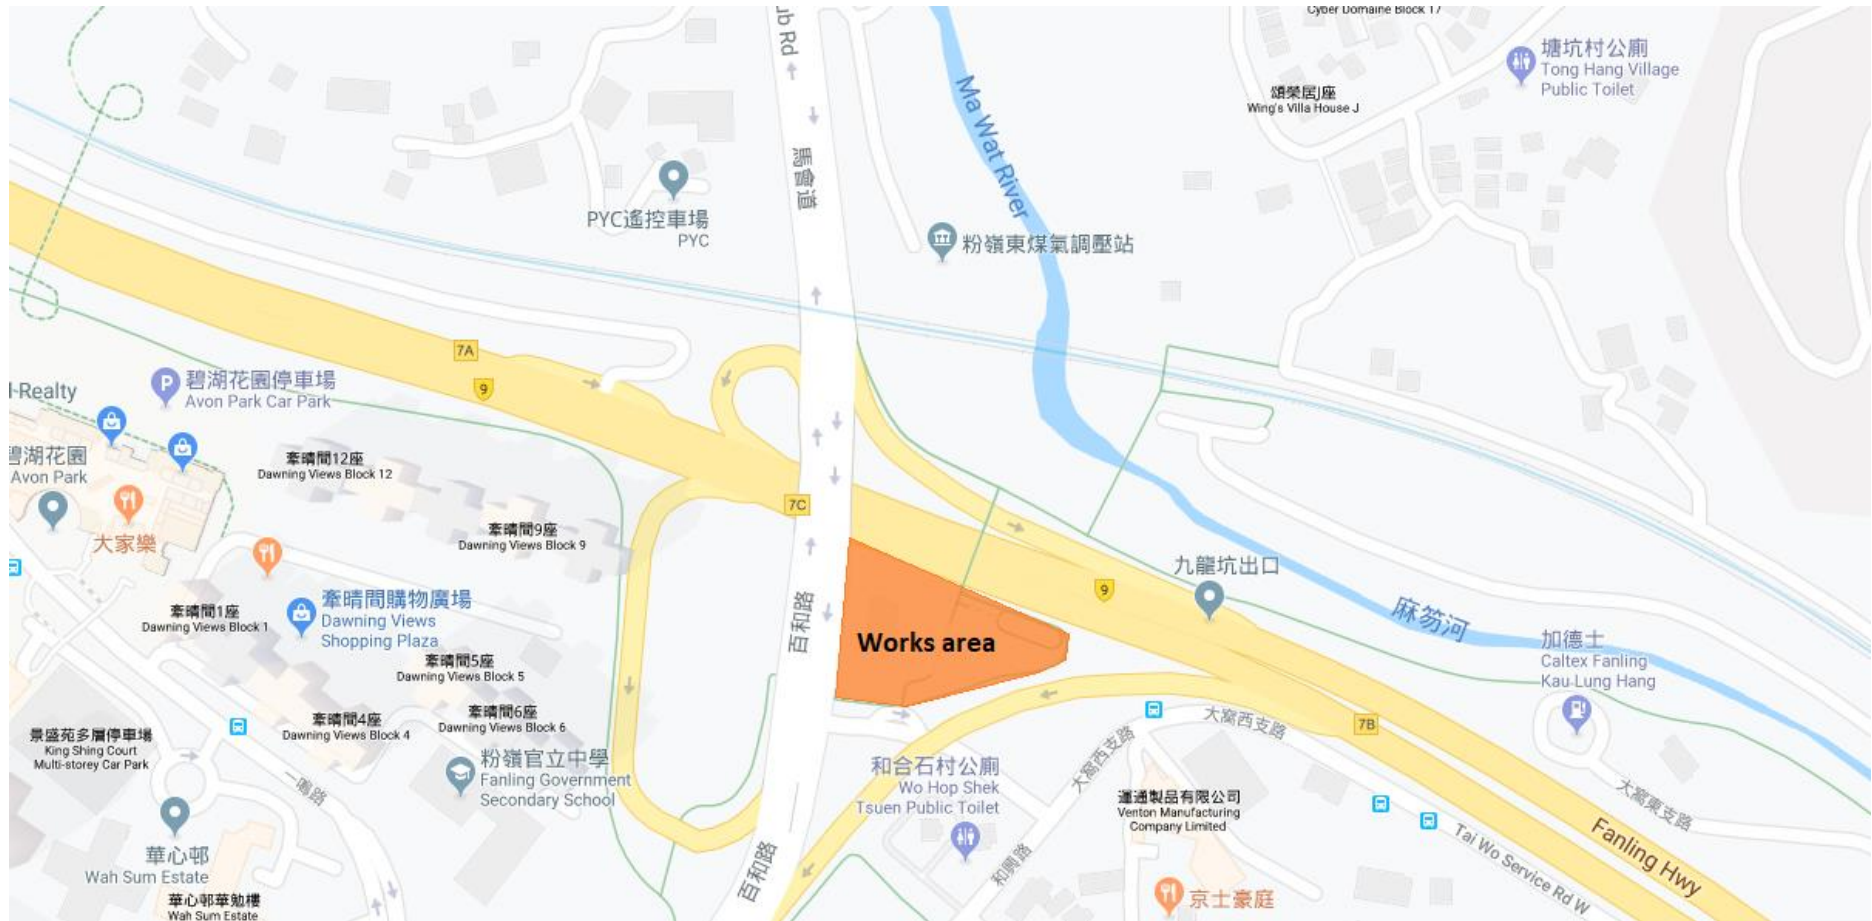 Cyber Domaine Block 17
塘坑村公廁
Tong Hang Village
Public Toilet
頌榮居J座
Wing's Villa House J
ub Rd
馬會道
Ma Wat River
PYC遙控車場
PYC
粉嶺東煤氣調壓站
7A
9
碧湖花園停車場
Avon Park Car Park
l Realty
碧湖花園
Avon Park
大家樂
牽晴間12座
Dawning Views Block 12
牽晴間9座
Dawning Views Block 9
7C
牽晴間1座
Dawning Views Block 1
牽晴間購物廣場
Dawning Views
Shopping Plaza
牽晴間5座
Dawning Views Block 5
牽晴間4座
Dawning Views Block 4
牽晴間6座
Dawning Views Block 6
百和路
Works area
九龍坑出口
9
麻笏河
加德士
Caltex Fanling
Kau Lung Hang
景盛苑多層停車場
King Shing Court
Multi-storey Car Park
一鳴路
粉嶺官立中學
Fanling Government
Secondary School
和合石村公廁
Wo Hop Shek
Tsuen Public Toilet
大窩西支路
大窩西支路
7B
運通製品有限公司
Venton Manufacturing
Company Limited
大窩東支路
Fanling Hwy
Tai Wo Service Rd W
和興路
百和路
京士豪庭
華心邨
Wah Sum Estate
華心邨華勉樓
Wah Sum Estate